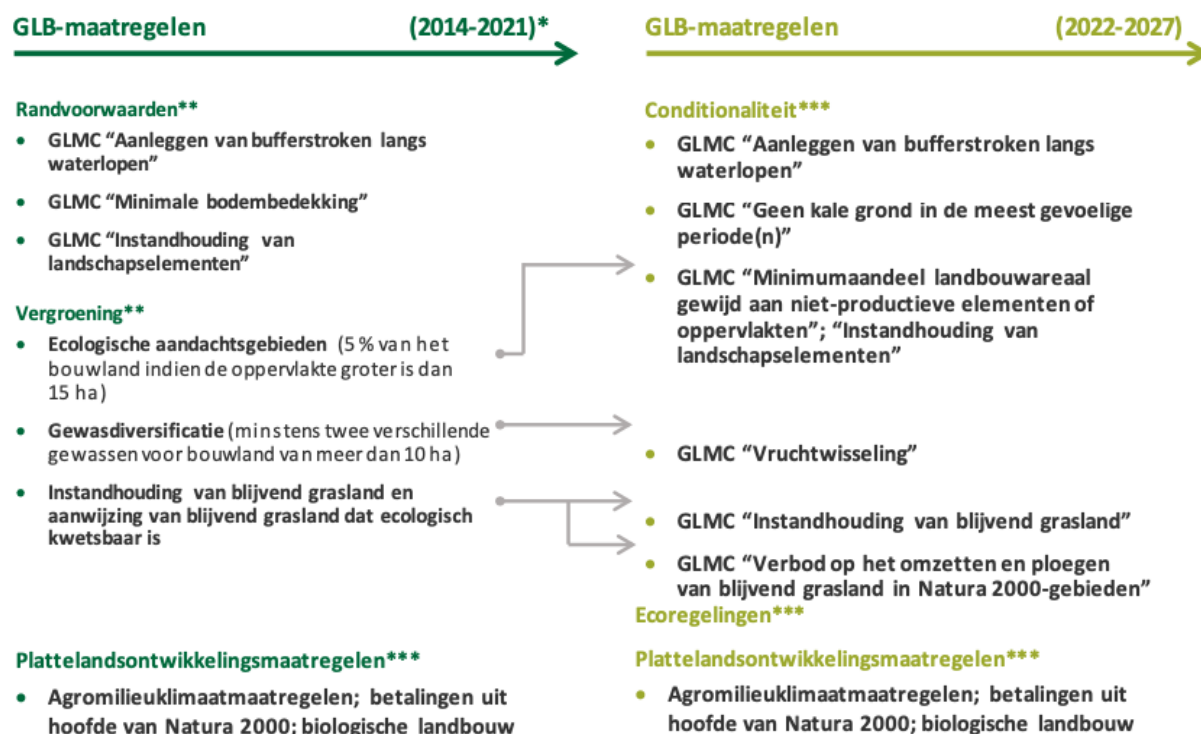 GLB-maatregelen (2014-2021)*
Randvoorwaarden**
• GLMC “Aanleggen van bufferstroken langs
waterlopen”
• GLMC “Minimale bodembedekking”
• GLMC “Instandhouding van
landschapselementen”
Vergroening**
• Ecologische aandachtsgebieden (5 % van het
bouwland indien de oppervlakte groter is dan
15 ha)
• Gewasdiversificatie (minstens twee verschillende
gewassen voor bouwland van meer dan 10 ha)
• Instandhouding van blijvend grasland en
aanwijzing van blijvend grasland dat ecologisch
kwetsbaar is
Plattelandsontwikkelingsmaatregelen***
• Agromilieuklimaatmaatregelen; betalingen uit
hoofde van Natura 2000; biologische landbouw
GLB-maatregelen (2022-2027)
Conditionaliteit***
• GLMC “Aanleggen van bufferstroken langs
waterlopen”
• GLMC “Geen kale grond in de meest gevoelige
periode(n)”
• GLMC “Minimumaandeel landbouwareaal
gewijd aan niet-productieve elementen of
oppervlakten”; “Instandhouding van
landschapselementen”
• GLMC “Vruchtwisseling”
• GLMC “Instandhouding van blijvend grasland”
• GLMC “Verbod op het omzetten en ploegen
van blijvend grasland in Natura 2000-gebieden”
Ecoregelingen***
Plattelandsontwikkelingsmaatregelen***
• Agromilieuklimaatmaatregelen; betalingen uit
hoofde van Natura 2000; biologische landbouw